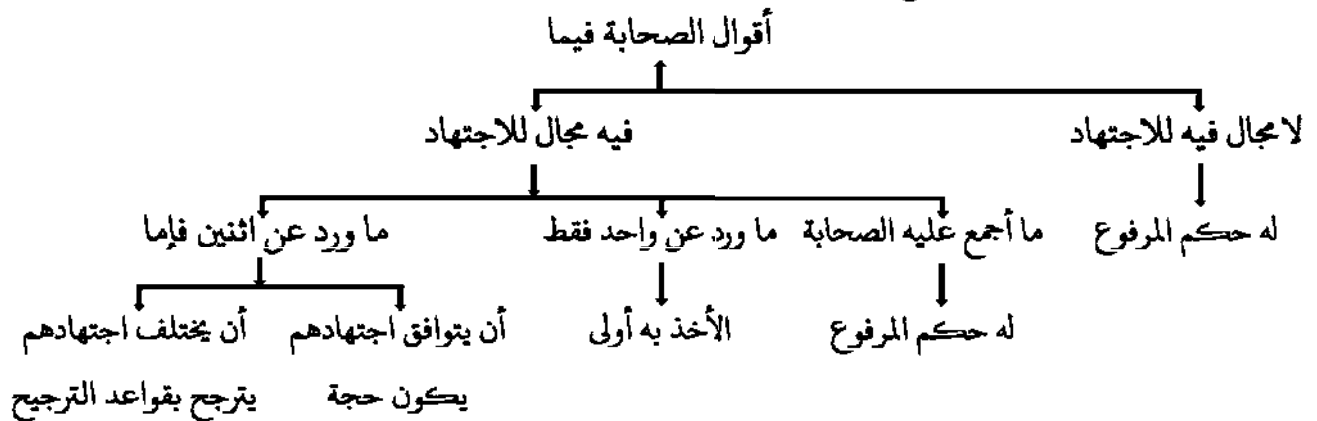 أقوال الصحابة فيما
لا مجال فيه للاجتهاد
فيه مجال للاجتهاد
له حكم المرفوع
ما أجمع عليه الصحابة
ما ورد عن واحد فقط
ما ورد عن اثنين فإما
له حكم المرفوع
الأخذ به أولى
أن يتوافق اجتهادهم
أن يختلف اجتهادهم
يكون حجة
يترجح بقواعد الترجيح